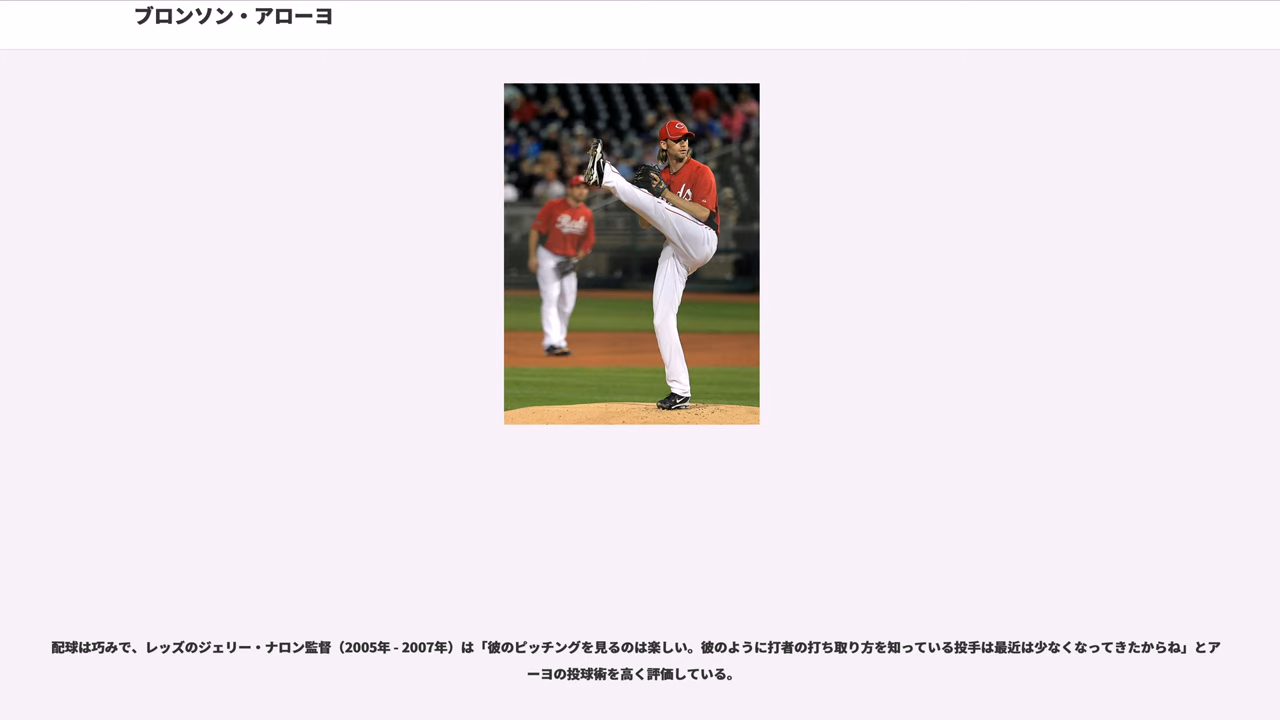 ブロンソン・アローヨ
配球は巧みで、レッズのジェリー・ナロン監督（2005年 - 2007年）は「彼のピッチングを見るのは楽しい。彼のように打者の打ち取り方を知っている投手は最近は少なくなってきたからね」とア
ーヨの投球術を高く評価している。